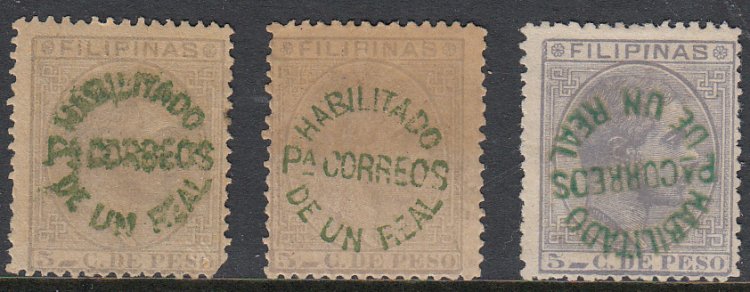 FILIPINAS
HABILITADO
PA CORREOS
DE UN REAL
5 - C. DE PESO
FILIPINAS
HABILITADO
PA CORREOS
DE UN REAL
5 - C. DE PESO
FILIPINAS
HABILITADO
PA CORREOS
DE UN REAL
5 - C. DE PESO